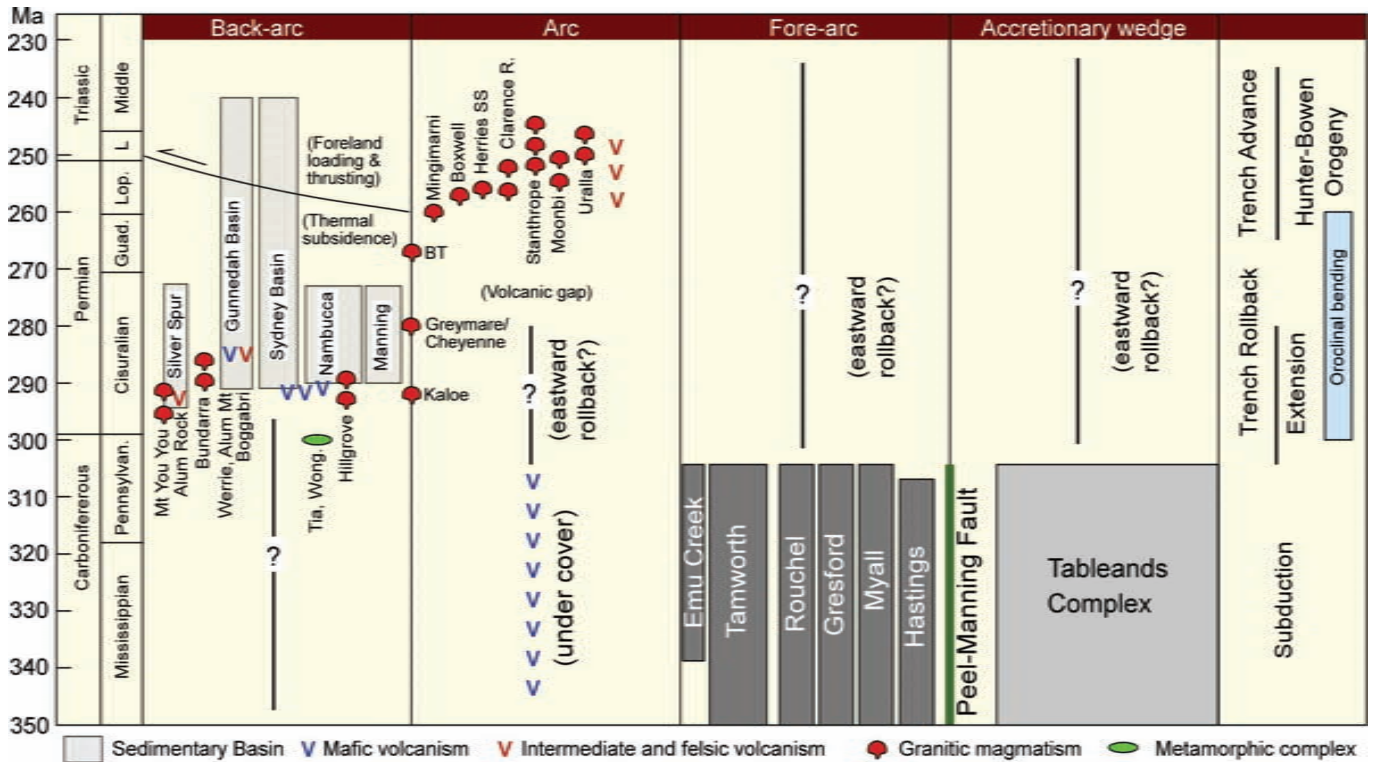 Ma
Back-arc
Arc
Fore-arc
Accretionary wedge
230
240
250
260
270
280
290
300
310
320
330
340
350
Triassic
Permian
Carbonifereous
Middle
L
Lop.
Guad.
Cisuralian
Pennsylvan.
Mississippian
Mt You You
Alum Rock
Silver Spur
Bundarra
Werrie, Alum Mt
Boggabri
Gunnedah Basin
Sydney Basin
Tia, Wong.
Nambucca
Hillgrove
Manning
(Foreland
loading &
thrusting)
(Thermal
subsidence)
?
BT
Greymare/
Cheyenne
Kaloe
Mingimarni
Boxwell
Herries SS
Clarence R.
Stanthrope
Moonbi
Uralla
(Volcanic gap)
?
(eastward
rollback?)
(under cover)
?
(eastward
rollback?)
Emu Creek
Tamworth
Rouchel
Gresford
Myall
Hastings
Peel-Manning Fault
?
(eastward
rollback?)
Tableands
Complex
Trench Advance
Hunter-Bowen
Orogeny
Trench Rollback
Extension
Oroclinal bending
Subduction
Sedimentary Basin
V Mafic volcanism
V Intermediate and felsic volcanism
Granitic magmatism
Metamorphic complex